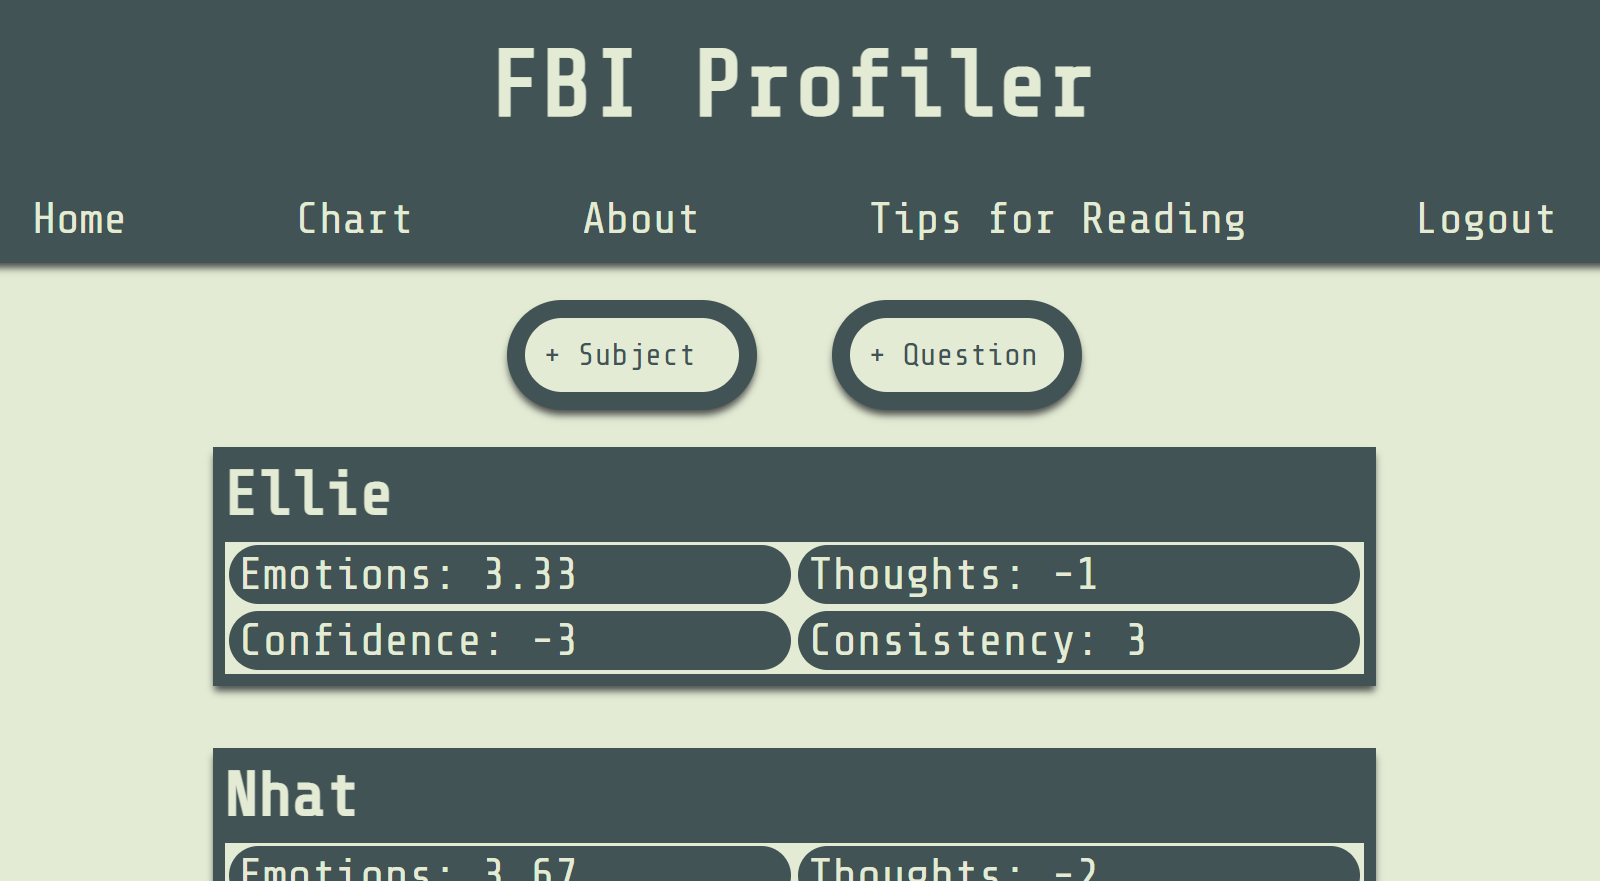 FBI Profiler
Home Chart About Tips for Reading Logout
+ Subject + Question
Ellie
Emotions: 3.33 Thoughts: -1
Confidence: -3 Consistency: 3
Nhat
Emotions: 3.67 Thoughts: -2